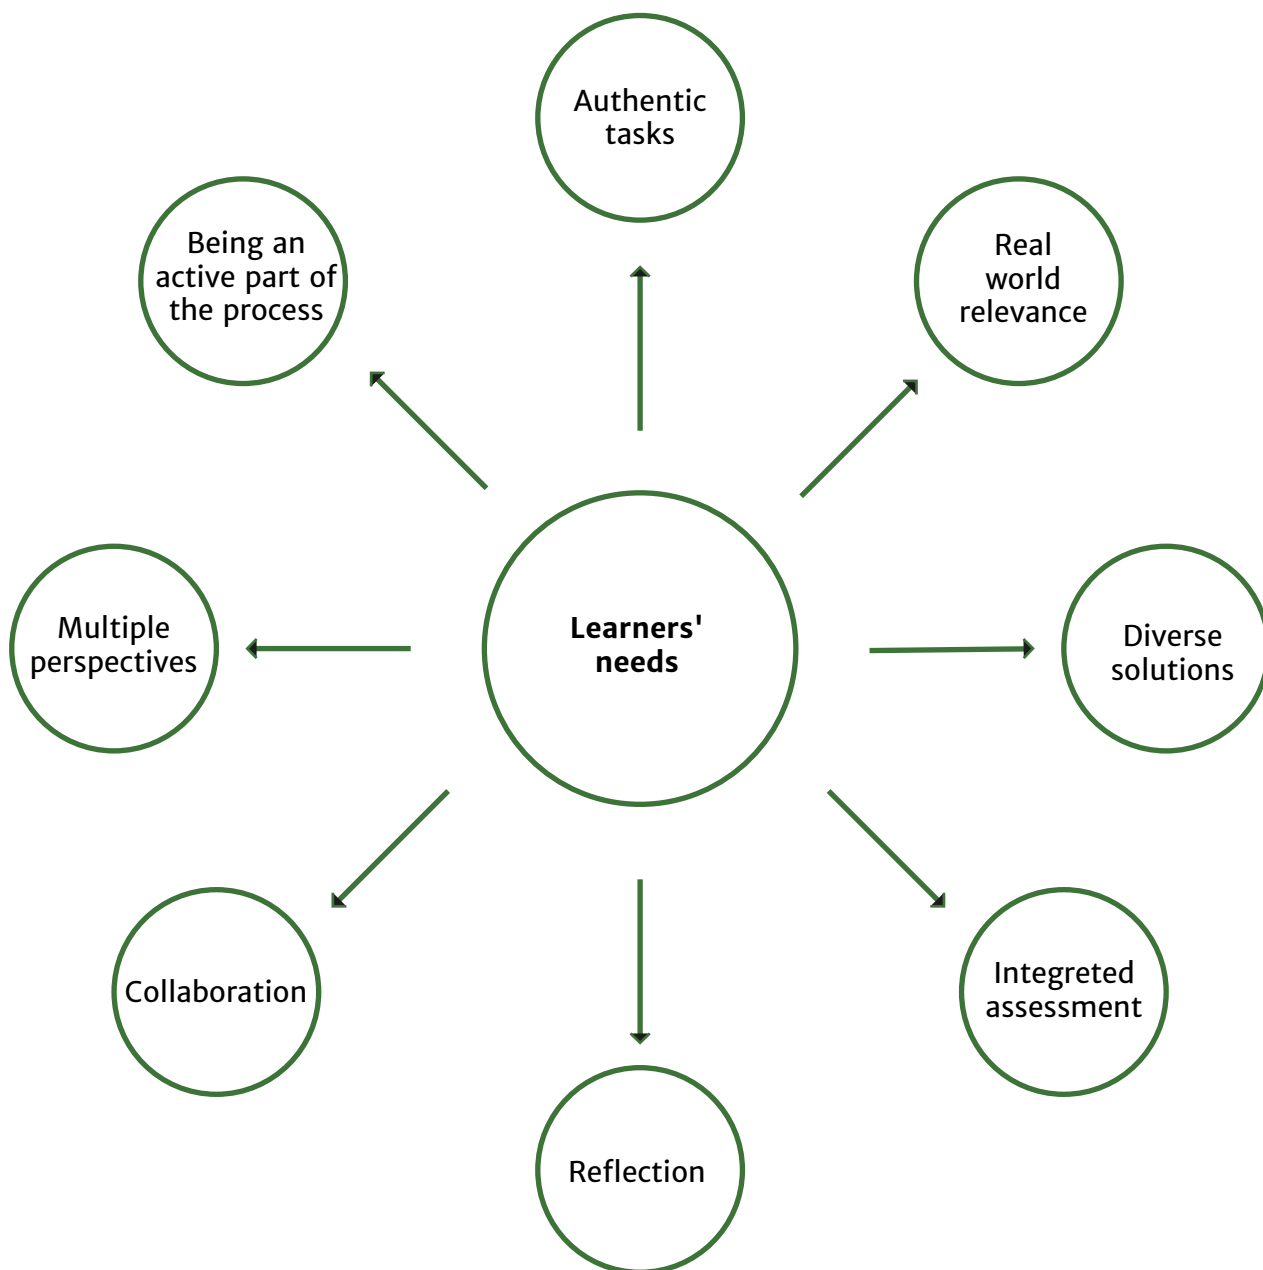 Authentic
tasks
Being an
active part of
the process
Real
world
relevance
Learners'
needs
Multiple
perspectives
Diverse
solutions
Collaboration
Integreted
assessment
Reflection